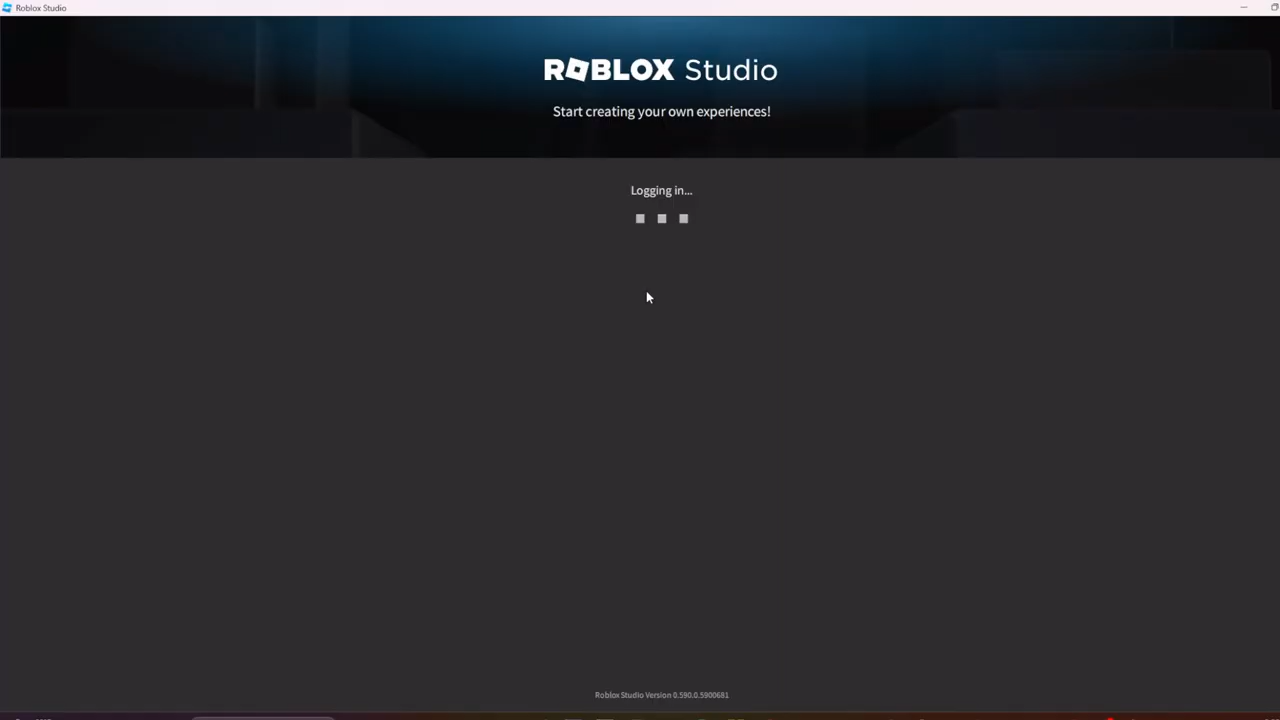 Roblox Studio
ROBLOX Studio
Start creating your own experiences!
Logging in...
Roblox Studio Version 0.590.0.5900681